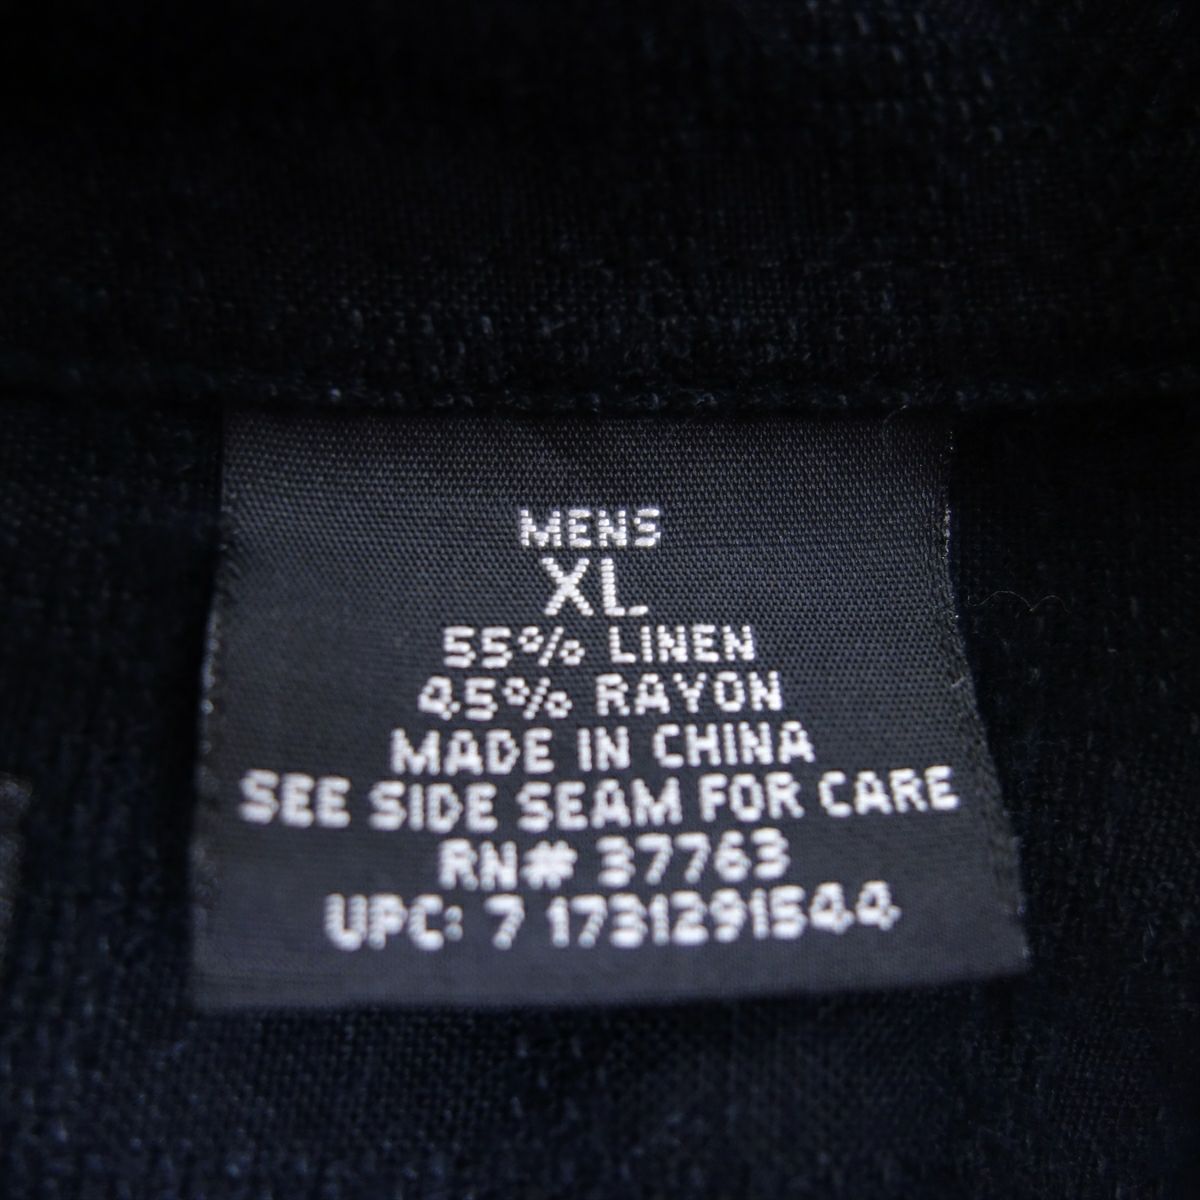 MENS
XL
55% LINEN
45% RAYON
MADE IN CHINA
SEE SIDE SEAM FOR CARE
RN# 37763
UPC: 7 1731291544